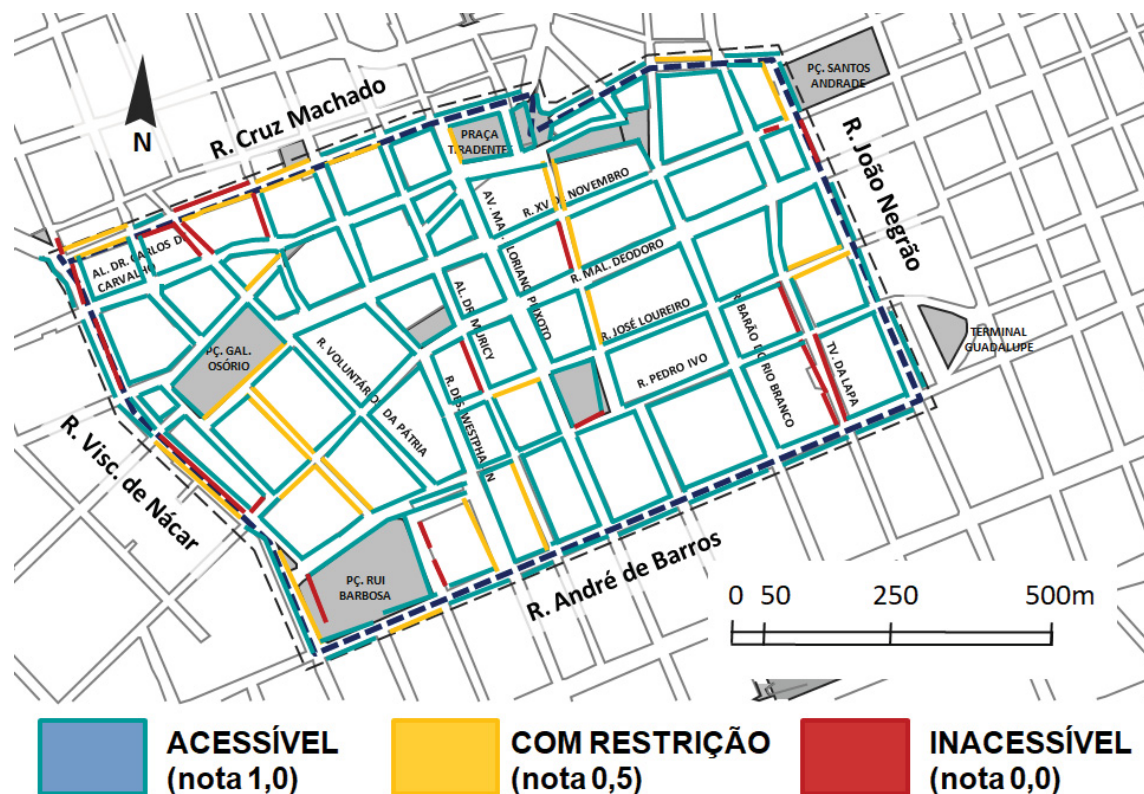 PÇ. SANTOS
ANDRADE
R. Cruz Machado
N
PRAÇA
TIRADENTES
R. João Negrão
R. XV DE NOVEMBRO
AL. DR. CARLOS DE
CARVALHO
AV. MAL. FLORIANO PEIXOTO
R. MAL. DEODORO
AL. DR. MURICY
R. JOSÉ LOUREIRO
R. BARÃO DO RIO BRANCO
TERMINAL
GUADALUPE
PÇ. GAL.
OSÓRIO
R. VOLUNTÁRIOS DA PÁTRIA
R. PEDRO IVO
TV. DA LAPA
R. DES. WESTPHALEN
R. Visc. de Nácar
PÇ. RUI
BARBOSA
R. André de Barros
0 50 250 500m
ACESSÍVEL
(nota 1,0)
COM RESTRIÇÃO
(nota 0,5)
INACESSÍVEL
(nota 0,0)